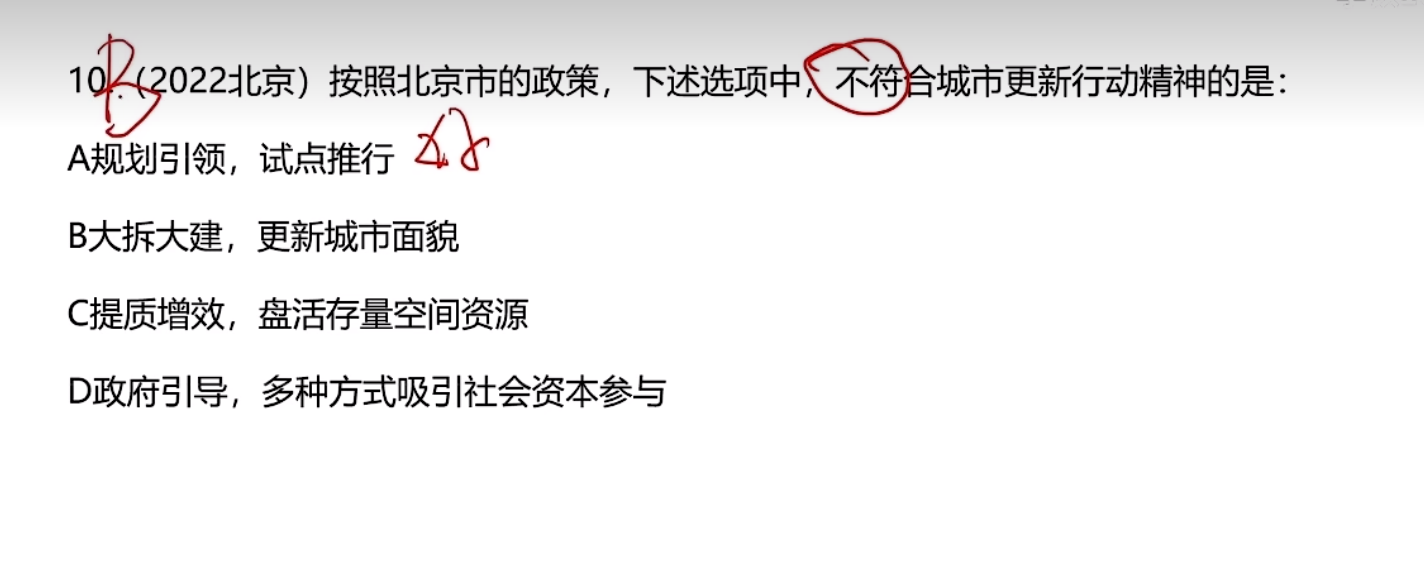 10.（2022北京）按照北京市的政策，下述选项中，不符合城市更新行动精神的是：
B
A规划引领，试点推行
B大拆大建，更新城市面貌
C提质增效，盘活存量空间资源
D政府引导，多种方式吸引社会资本参与